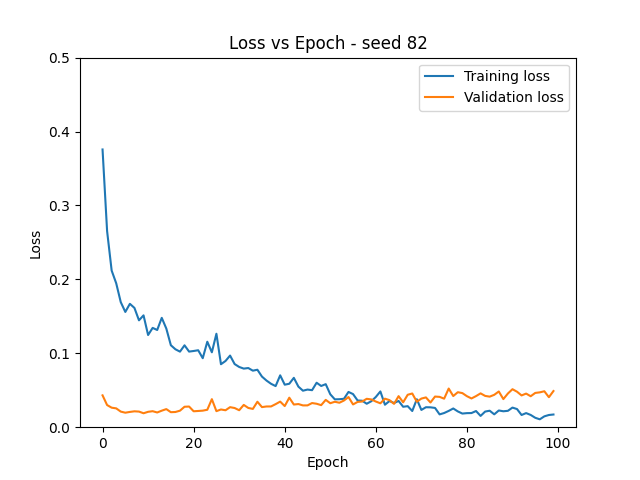 Loss vs Epoch - seed 82
Training loss
Validation loss
0.5
0.4
0.3
0.2
0.1
0.0
Loss
0 20 40 60 80 100
Epoch